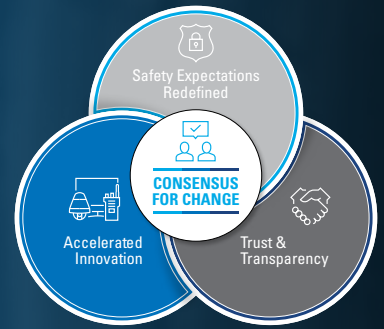 Safety Expectations
Redefined
CONSENSUS
FOR CHANGE
Accelerated
Innovation
Trust &
Transparency